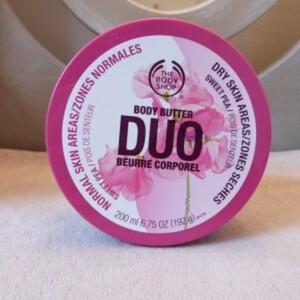 THE
BODY
SHOP
BODY BUTTER
DUO
BEURRE CORPOREL
NORMAL SKIN AREAS/ZONES NORMALES
SWEET PEA / POIS DE SENTEUR
DRY SKIN AREAS/ZONES SECHES
SWEET PEA / POIS DE SENTEUR
200 ml 6.75 OZ (192 g)